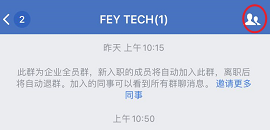 2 FEY TECH(1)
昨天 上午10:15
此群为企业全员群，新入职的成员将自动加入此群，离职后
将自动退群。加入的同事可以看到所有群聊消息。邀请更多
同事
上午10:50